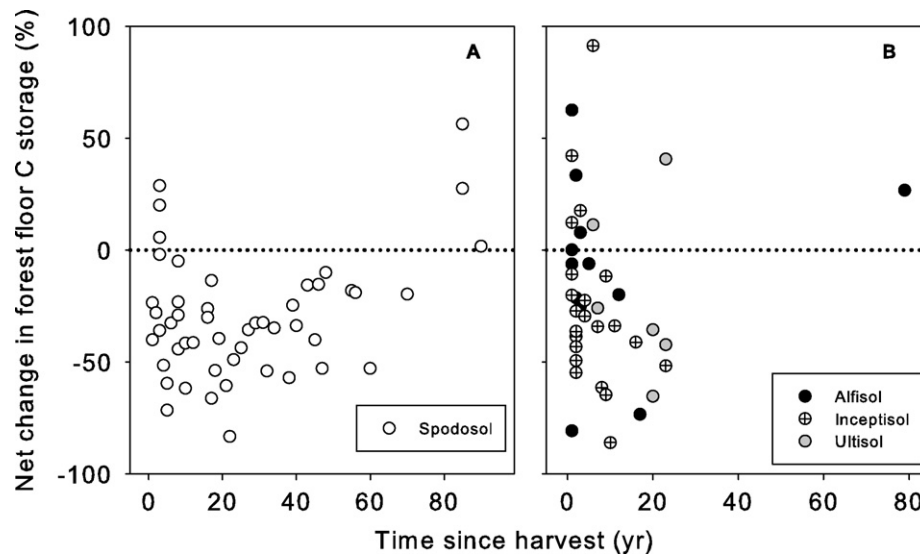 Net change in forest floor C storage (%)
100
50
0
-50
-100
A
Spodosol
0
20
40
60
80
B
Alfisol
Inceptisol
Ultisol
0
20
40
60
80
Time since harvest (yr)